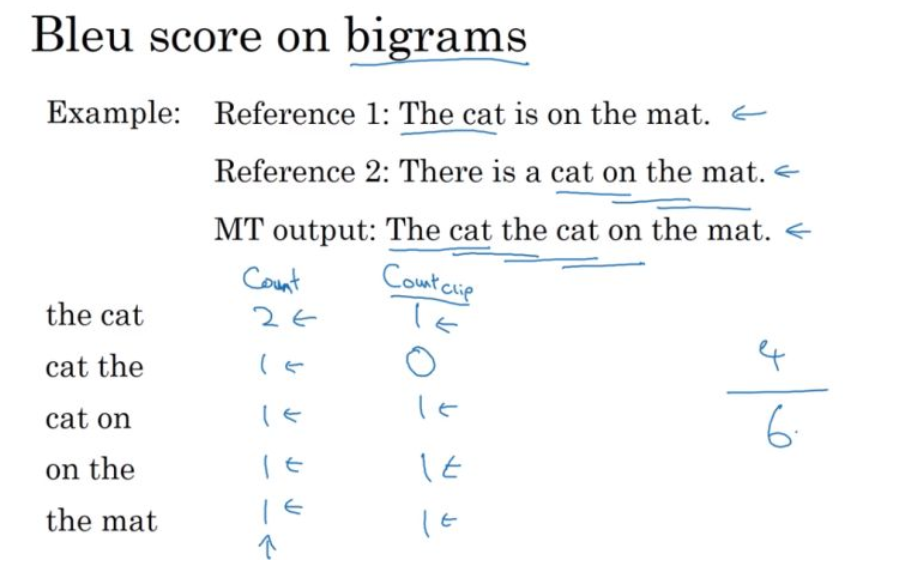 Bleu score on bigrams
Example: Reference 1: The cat is on the mat. ←
Reference 2: There is a cat on the mat. ←
MT output: The cat the cat on the mat. ←
Count Count clip
the cat 2 ← 1 ←
cat the 1 ← 0
cat on 1 ← 1 ←
on the 1 ← 1 ←
the mat 1 ← 1 ←
↑
4
6